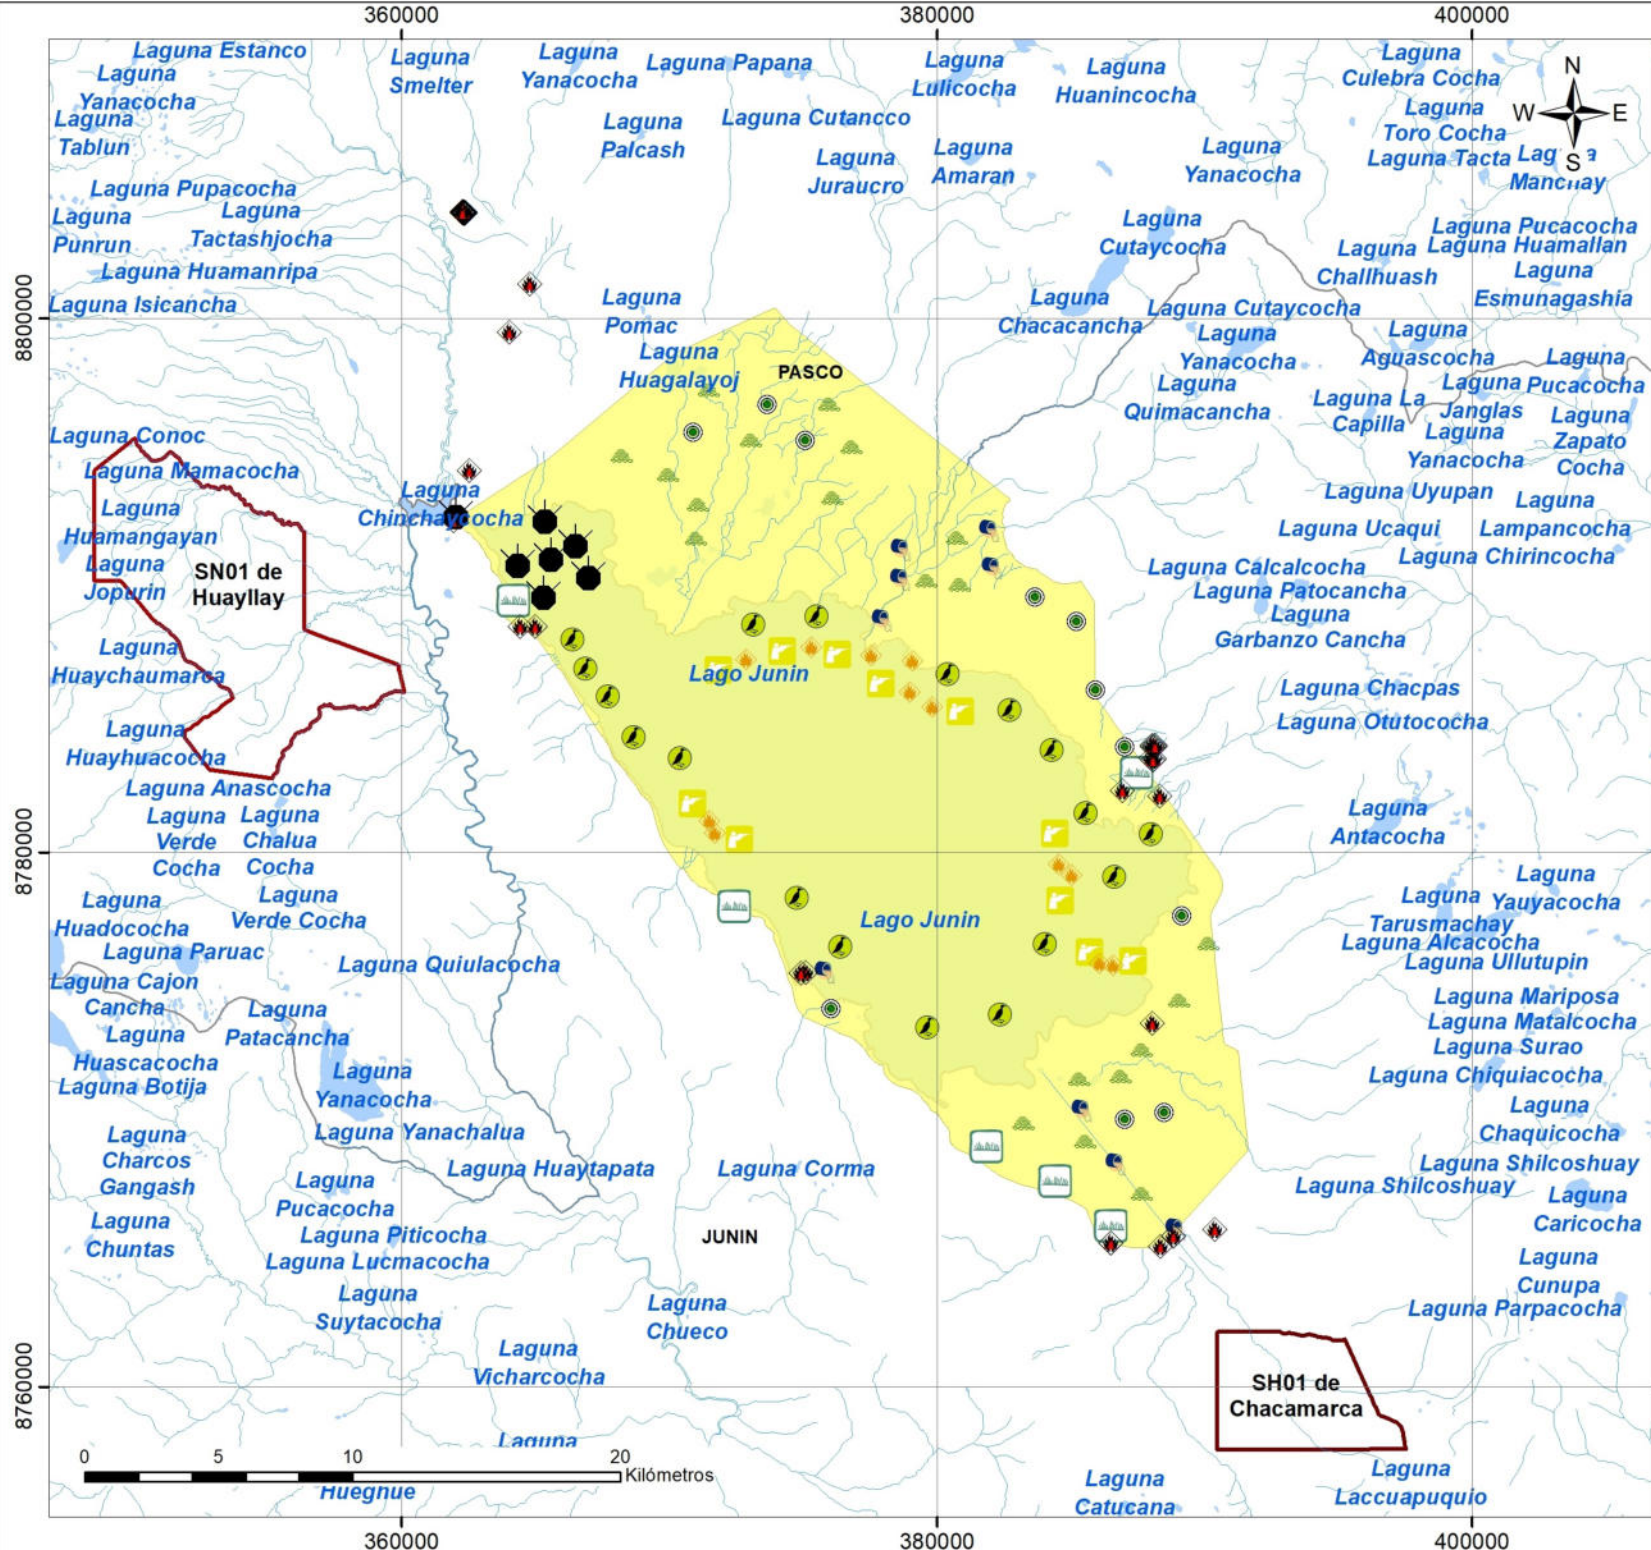 360000
380000
400000
Laguna Estanco
Laguna
Smelter
Laguna
Yanacocha
Laguna Papana
Laguna
Lulicocha
Laguna
Huanincocha
Laguna
Culebra Cocha
N
W
E
S
Laguna
Yanacocha
Laguna
Tablun
Laguna
Palcash
Laguna Cutancco
Laguna
Juraucro
Laguna
Amaran
Laguna
Yanacocha
Laguna
Toro Cocha
Laguna Tacta
Manchay
Laguna Pupacocha
Laguna
Punrun
Laguna
Tactashjocha
Laguna
Cutaycocha
Laguna Pucacocha
Laguna Huamallan
Laguna
Challhuash
Laguna
Esmunagashia
Laguna Huamanripa
Laguna Isicancha
8800000
Laguna
Pomac
Laguna
Chacacancha
Laguna Cutaycocha
Laguna
Yanacocha
Laguna
Aguascocha
Laguna
Pucacocha
Laguna
Huagalayoj
PASCO
Laguna
Quimacancha
Laguna La
Capilla
Laguna
Janglas
Laguna
Yanacocha
Laguna
Zapato
Cocha
Laguna Conoc
Laguna Mamacocha
Laguna
Chinchaycocha
Laguna
Huamangayan
Laguna
Jopurin
SN01 de
Huayllay
Laguna Uyupan
Laguna
Lampancocha
Laguna Ucaqui
Laguna Chirincocha
Laguna Calcalcocha
Laguna Patocancha
Laguna
Garbanzo Cancha
Laguna
Huaychaumarca
Lago Junin
Laguna Chacpas
Laguna Otutococha
Laguna
Huayhuacocha
Laguna Anascocha
Laguna
Verde
Cocha
Laguna
Chalua
Cocha
Laguna
Antacocha
8780000
Laguna
Huadococha
Laguna
Verde Cocha
Lago Junin
Laguna
Yauyacocha
Laguna
Tarusmachay
Laguna Alcacocha
Laguna Ullutupin
Laguna Paruac
Laguna Quiulacocha
Laguna Cajon
Cancha
Laguna
Patacancha
Laguna Mariposa
Laguna Matalcocha
Laguna
Huascacocha
Laguna Surao
Laguna Botija
Laguna
Yanacocha
Laguna Chiquiacocha
Laguna
Chaquicocha
Laguna
Charcos
Gangash
Laguna Yanachalua
Laguna Huaytapata
Laguna Corma
Laguna Shilcoshuay
Laguna Shilcoshuay
Laguna
Pucacocha
Laguna
Caricocha
Laguna
Chuntas
Laguna Piticocha
JUNIN
Laguna Lucmacocha
Laguna
Cunupa
Laguna
Suytacocha
Laguna
Chueco
Laguna Parpacocha
Laguna
Vicharcocha
SH01 de
Chacamarca
8760000
Laguna
0
5
10
20
Kilómetros
Huegnue
Laguna
Catucana
Laguna
Laccuapuquio
360000
380000
400000